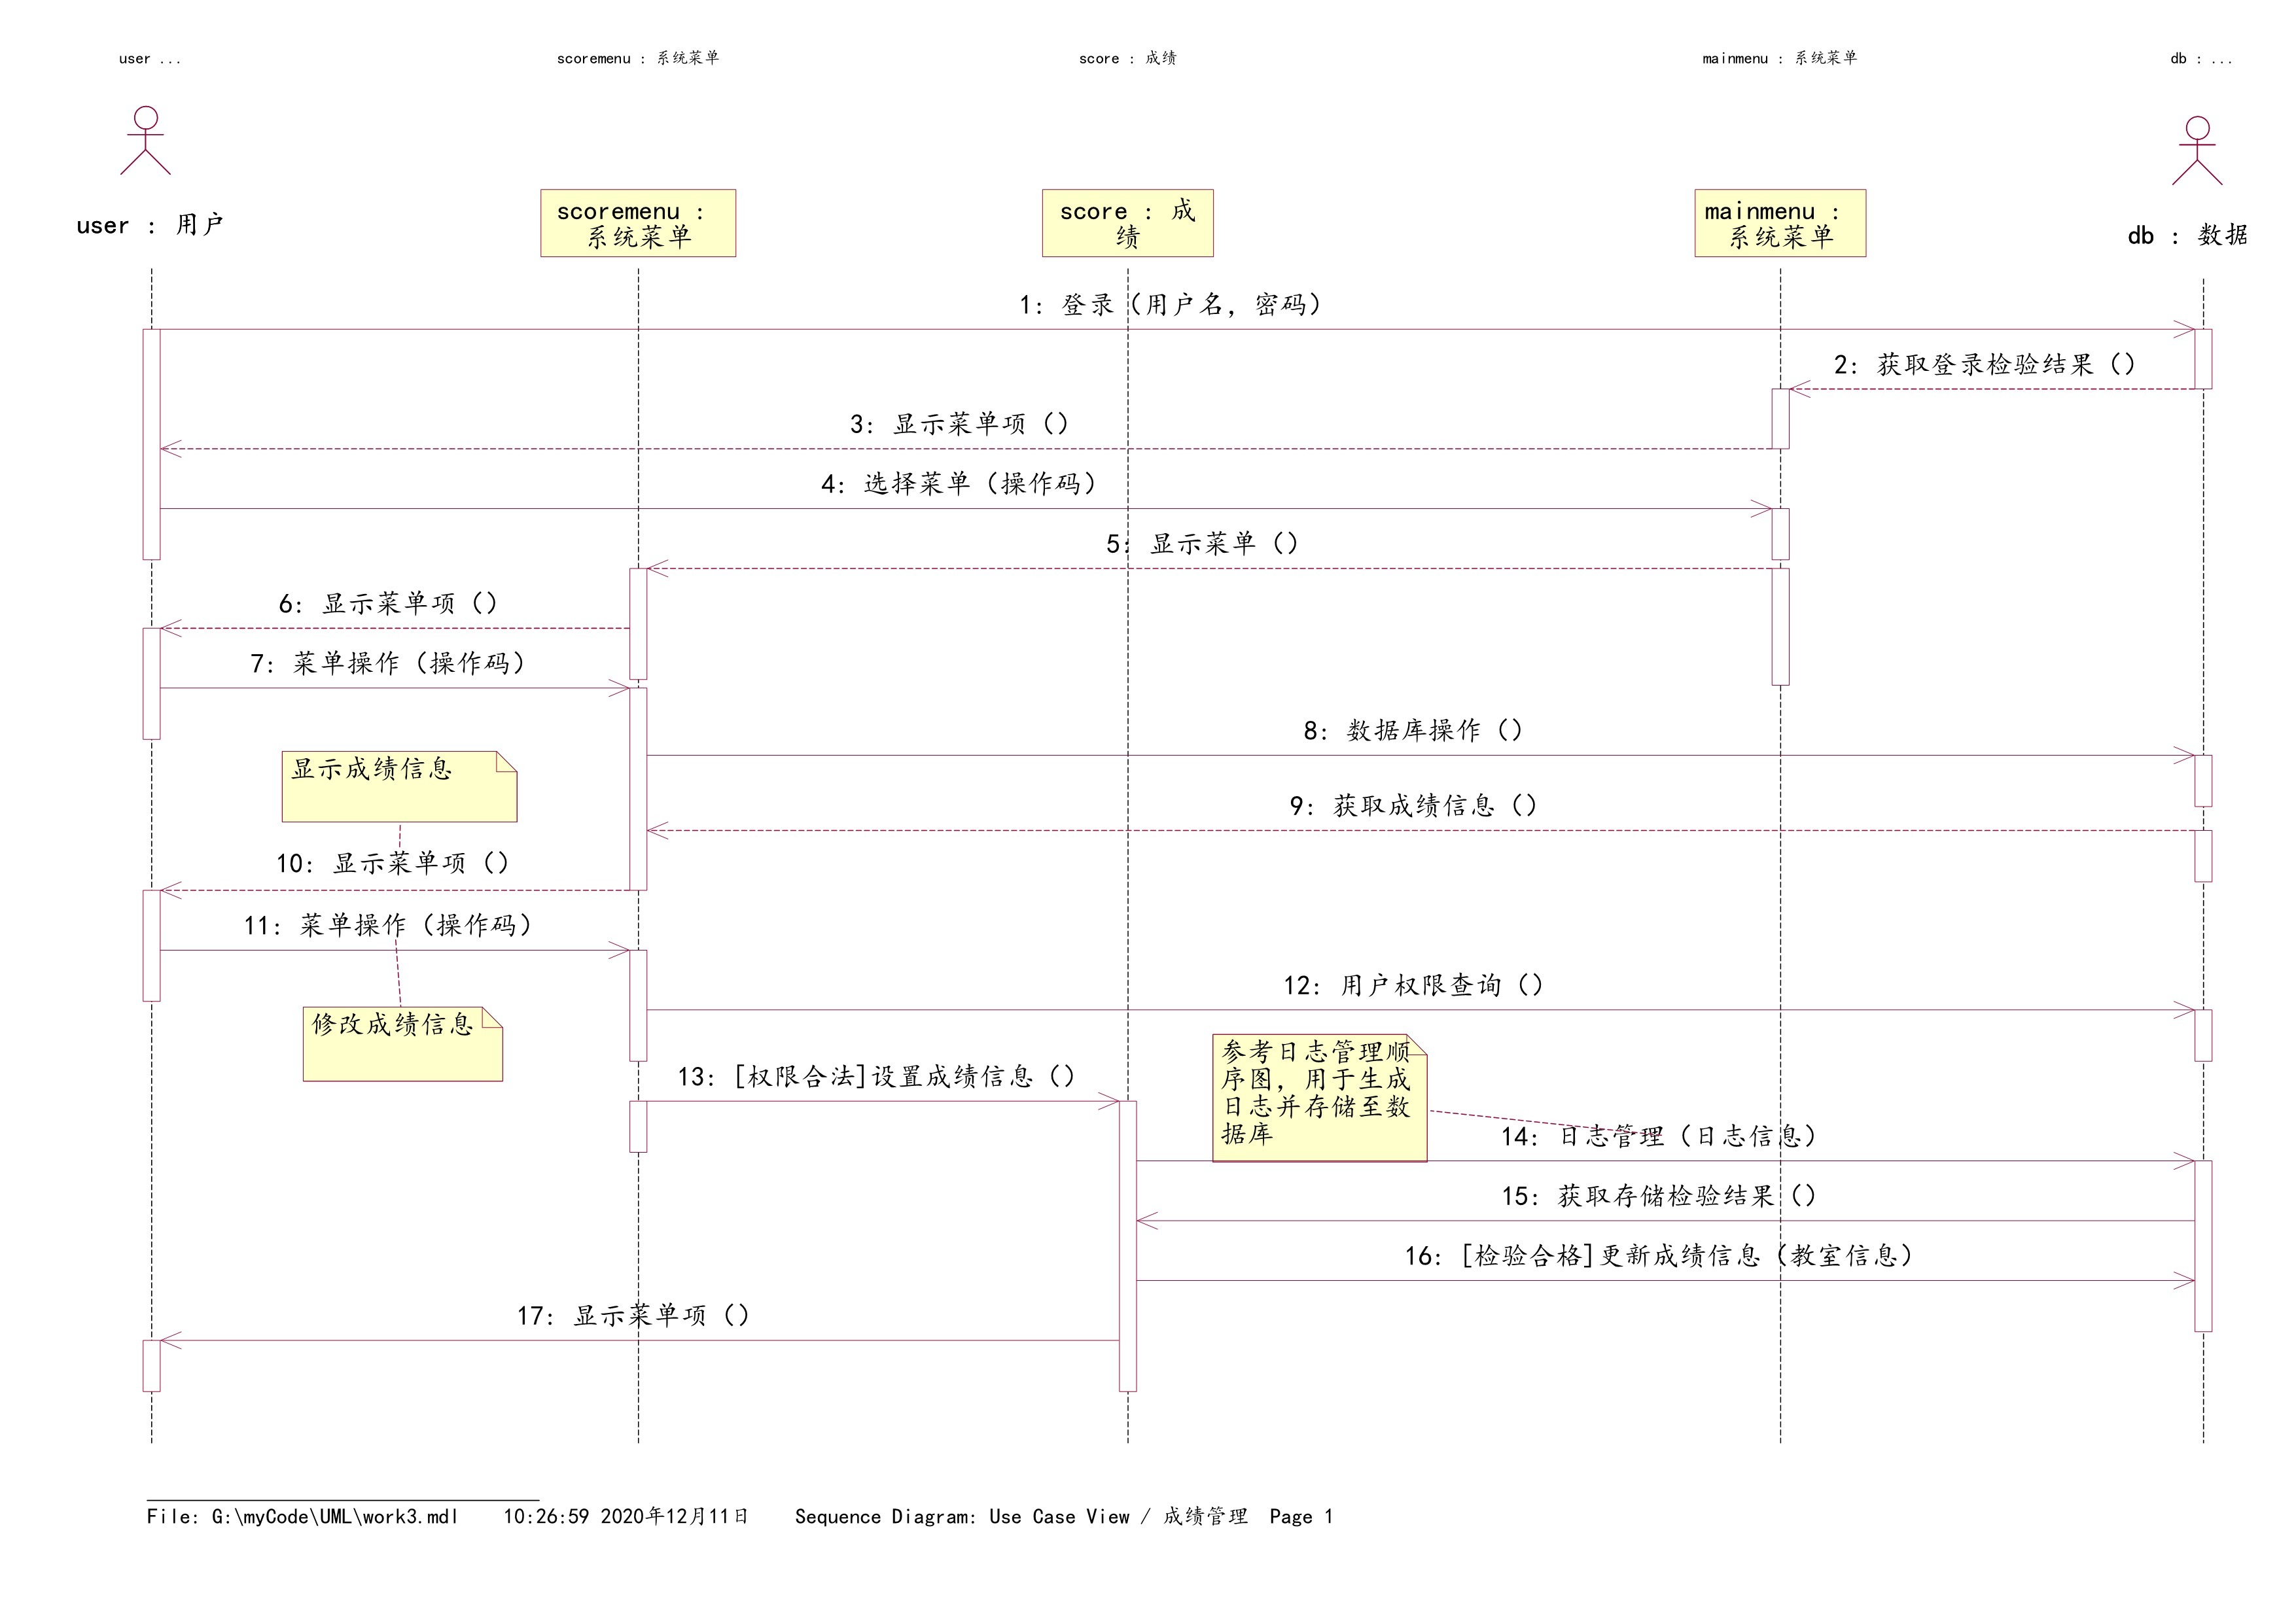 user ...
scoremenu : 系统菜单
score : 成绩
mainmenu : 系统菜单
db : ...
user : 用户
scoremenu :
系统菜单
score : 成
绩
mainmenu :
系统菜单
db : 数据
1: 登录（用户名，密码）
2: 获取登录检验结果（）
3: 显示菜单项（）
4: 选择菜单（操作码）
5: 显示菜单（）
6: 显示菜单项（）
7: 菜单操作（操作码）
8: 数据库操作（）
显示成绩信息
9: 获取成绩信息（）
10: 显示菜单项（）
11: 菜单操作（操作码）
12: 用户权限查询（）
修改成绩信息
参考日志管理顺
序图，用于生成
日志并存储至数
据库
13: [权限合法]设置成绩信息（）
14: 日志管理（日志信息）
15: 获取存储检验结果（）
16: [检验合格]更新成绩信息（教室信息）
17: 显示菜单项（）
File: G:\myCode\UML\work3.mdl    10:26:59 2020年12月11日    Sequence Diagram: Use Case View / 成绩管理  Page 1